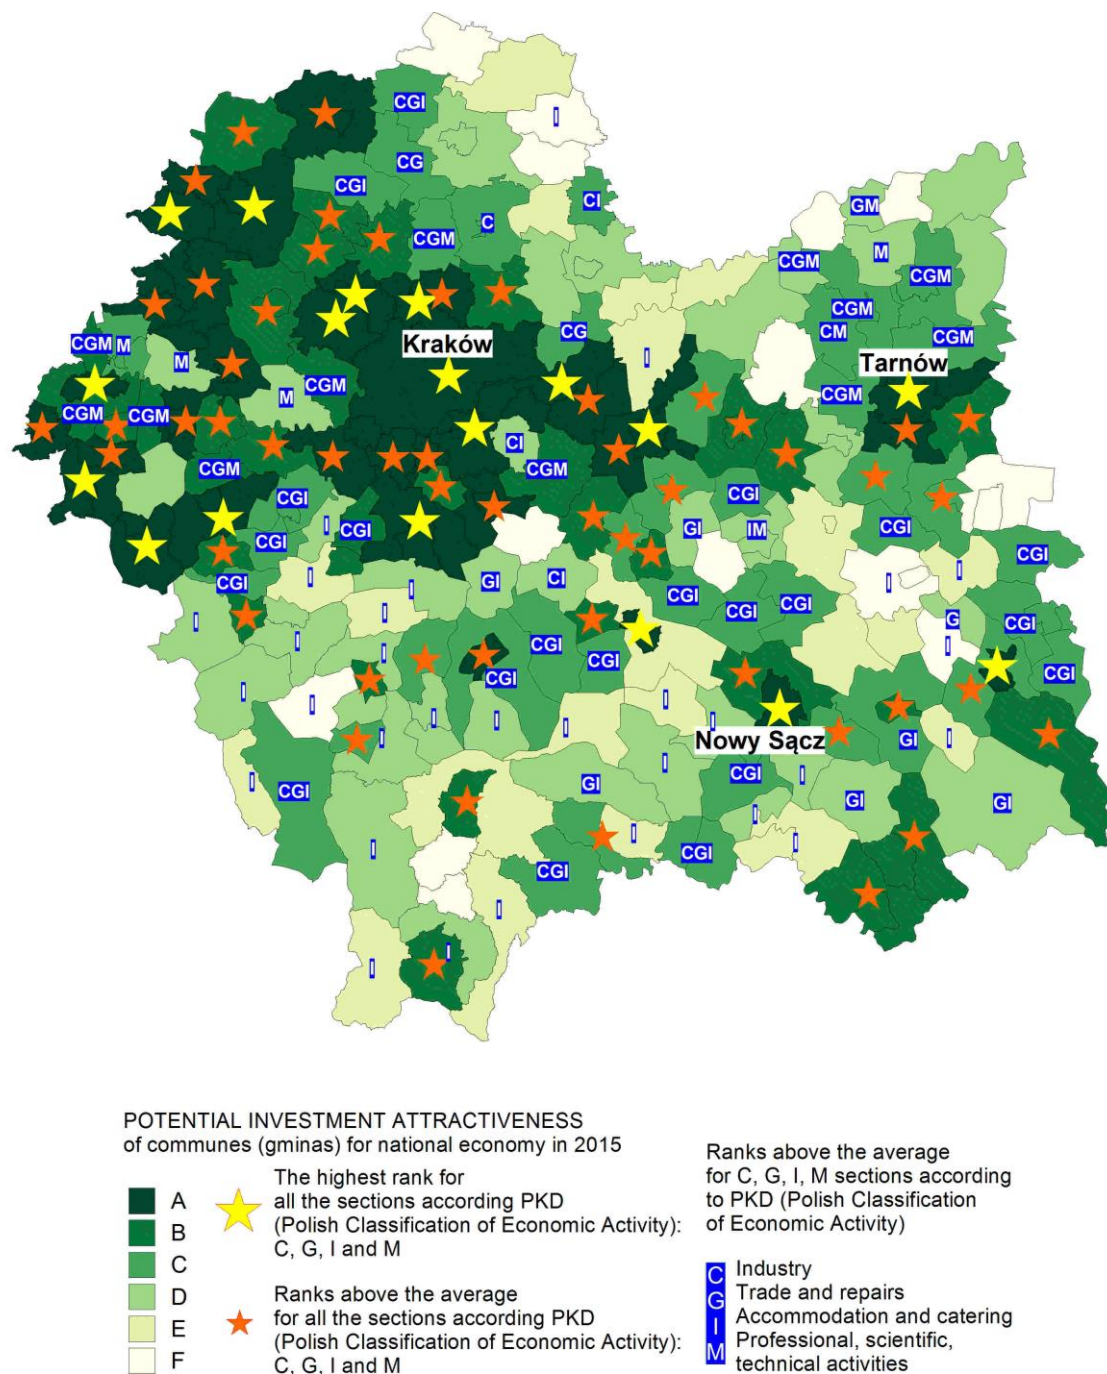 CGI
I
CG
CGI
CI
C
GM
CGM
M
CGM
CGM
CGM
CG
CM
CGM
Kraków
I
Tarnów
CGM
M
M
CGM
M
CGM
CGM
CGM
CI
CGM
CGM
CGI
CGI
I
CGI
GI
IM
CGI
CGI
CGI
CGI
I
I
GI
CI
I
I
CGI
CGI
CGI
I
I
G
CGI
I
I
CGI
I
CGI
CGI
CGI
I
I
I
I
I
I
I
I
Nowy Sącz
GI
I
I
CGI
GI
I
CGI
I
GI
GI
I
I
I
I
CGI
CGI
I
I
I
POTENTIAL INVESTMENT ATTRACTIVENESS
of communes (gminas) for national economy in 2015
A
B
C
D
E
F
The highest rank for
all the sections according PKD
(Polish Classification of Economic Activity):
C, G, I and M
Ranks above the average
for all the sections according PKD
(Polish Classification of Economic Activity):
C, G, I and M
Ranks above the average
for C, G, I, M sections according
to PKD (Polish Classification
of Economic Activity)
C Industry
G Trade and repairs
I Accommodation and catering
M Professional, scientific,
technical activities